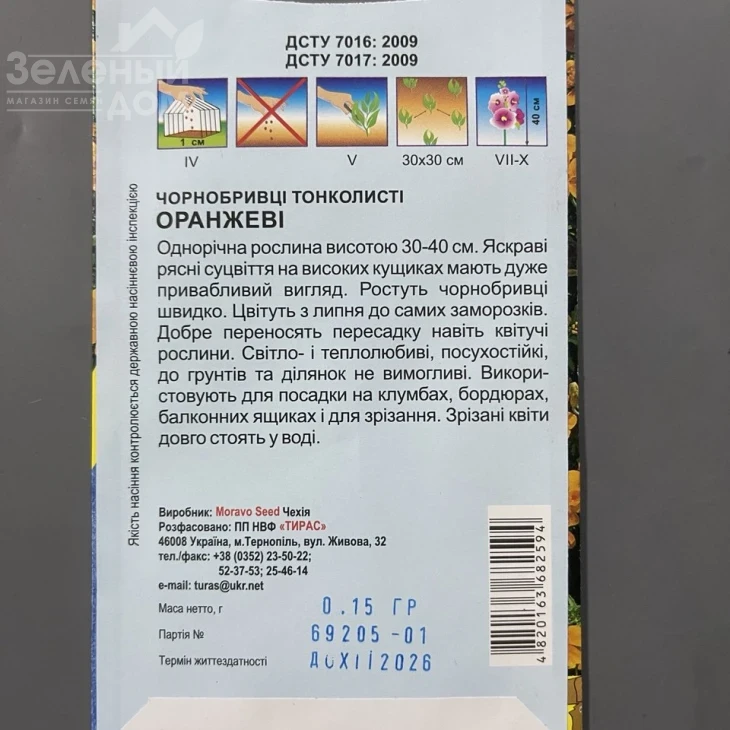 ДСТУ 7016: 2009
ДСТУ 7017: 2009
Зеленый
МАГАЗИН СЕМЯН
ДОМ
1 см
40 см
IV
V
30х30 см
VII-X
ЧОРНОБРИВЦІ ТОНКОЛИСТІ
ОРАНЖЕВІ
Однорічна рослина висотою 30-40 см. Яскраві
рясні суцвіття на високих кущиках мають дуже
привабливий вигляд. Ростуть чорнобривці
швидко. Цвітуть з липня до самих заморозків.
Добре переносять пересадку навіть квітучі
рослини. Світло- і теплолюбиві, посухостійкі,
до грунтів та ділянок не вимогливі. Викори-
стовують для посадки на клумбах, бордюрах,
балконних ящиках і для зрізання. Зрізані квіти
довго стоять у воді.
Якість насіння контролюється державною насіннєвою інспекцією
Виробник: Moravo Seed Чехія
Розфасовано: ПП НВФ «ТИРАС»
46008 Україна, м.Тернопіль, вул. Живова, 32
тел./факс: +38 (0352) 23-50-22;
52-37-53; 25-46-14
e-mail: turas@ukr.net
Маса нетто, г 0.15 ГР
Партія № 69205-01
Термін життєздатності ДОXII2026
4 820163 682594